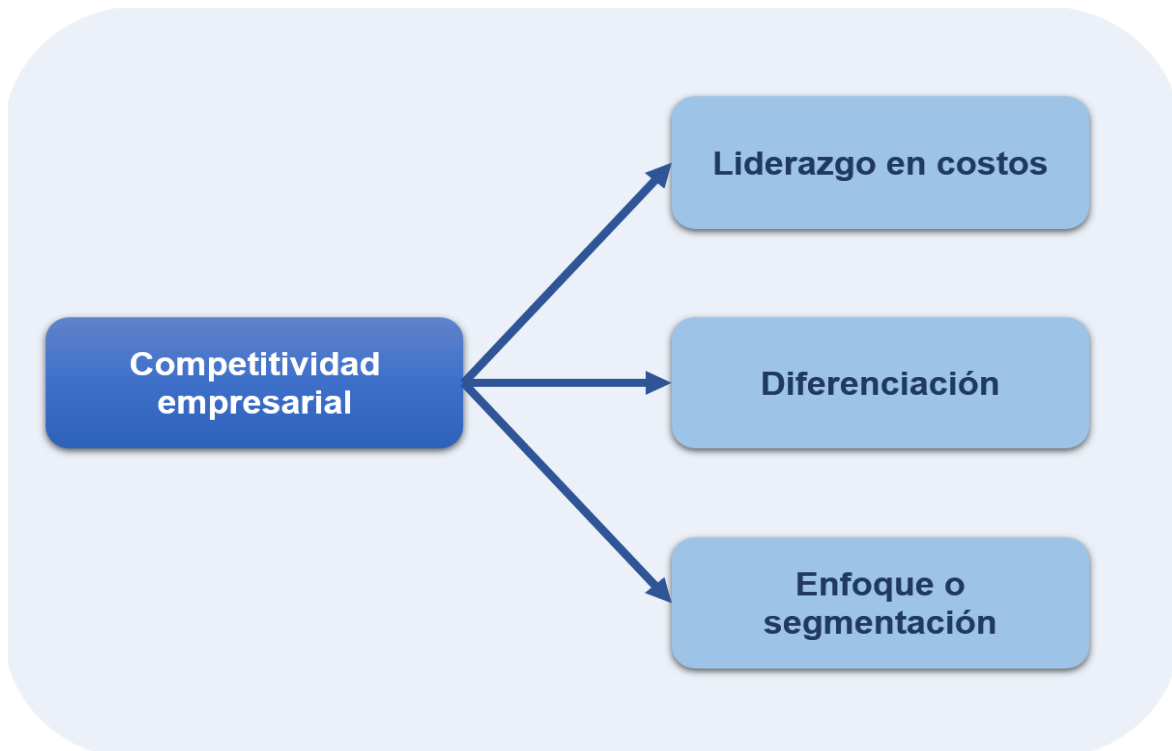 Liderazgo en costos
Competitividad
empresarial
Diferenciación
Enfoque o
segmentación